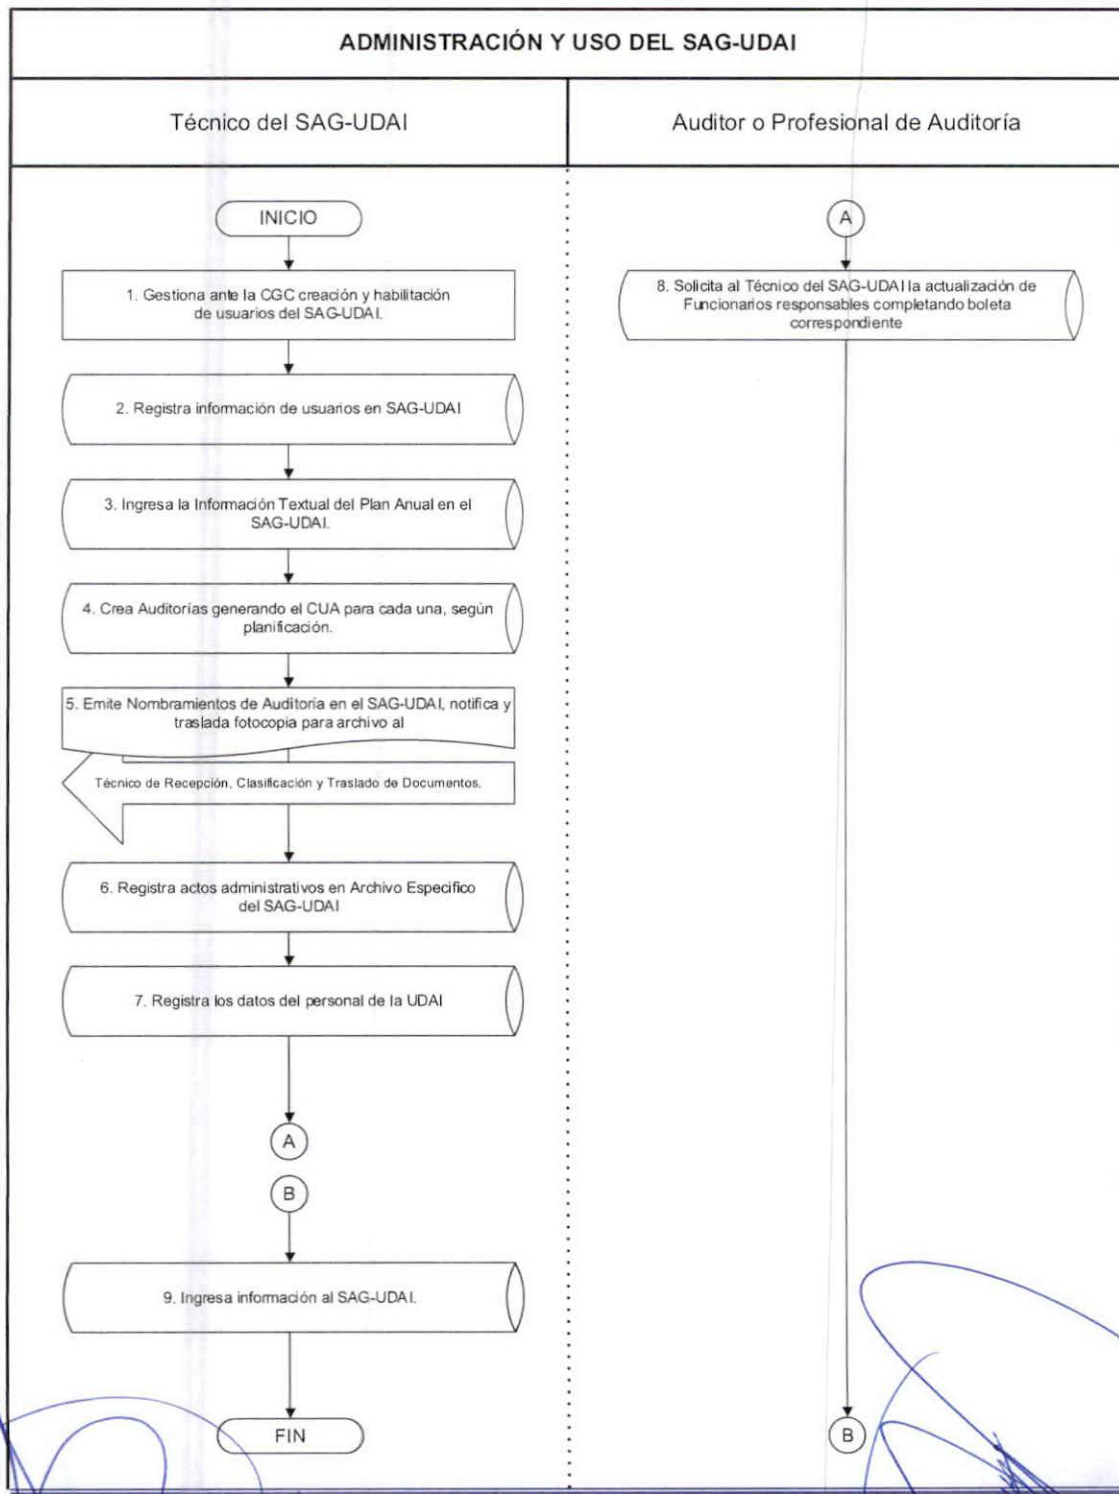 ADMINISTRACIÓN Y USO DEL SAG-UDAI
Técnico del SAG-UDAI
Auditor o Profesional de Auditoría
INICIO
1. Gestiona ante la CGC creación y habilitación
de usuarios del SAG-UDAI.
2. Registra información de usuarios en SAG-UDAI
3. Ingresa la Información Textual del Plan Anual en el
SAG-UDAI.
4. Crea Auditorías generando el CUA para cada una, según
planificación.
5. Emite Nombramientos de Auditoría en el SAG-UDAI, notifica y
traslada fotocopia para archivo al
Técnico de Recepción, Clasificación y Traslado de Documentos.
6. Registra actos administrativos en Archivo Especifico
del SAG-UDAI
7. Registra los datos del personal de la UDAI
A
B
9. Ingresa información al SAG-UDAI.
FIN
A
8. Solicita al Técnico del SAG-UDAI la actualización de
Funcionarios responsables completando boleta
correspondiente
B